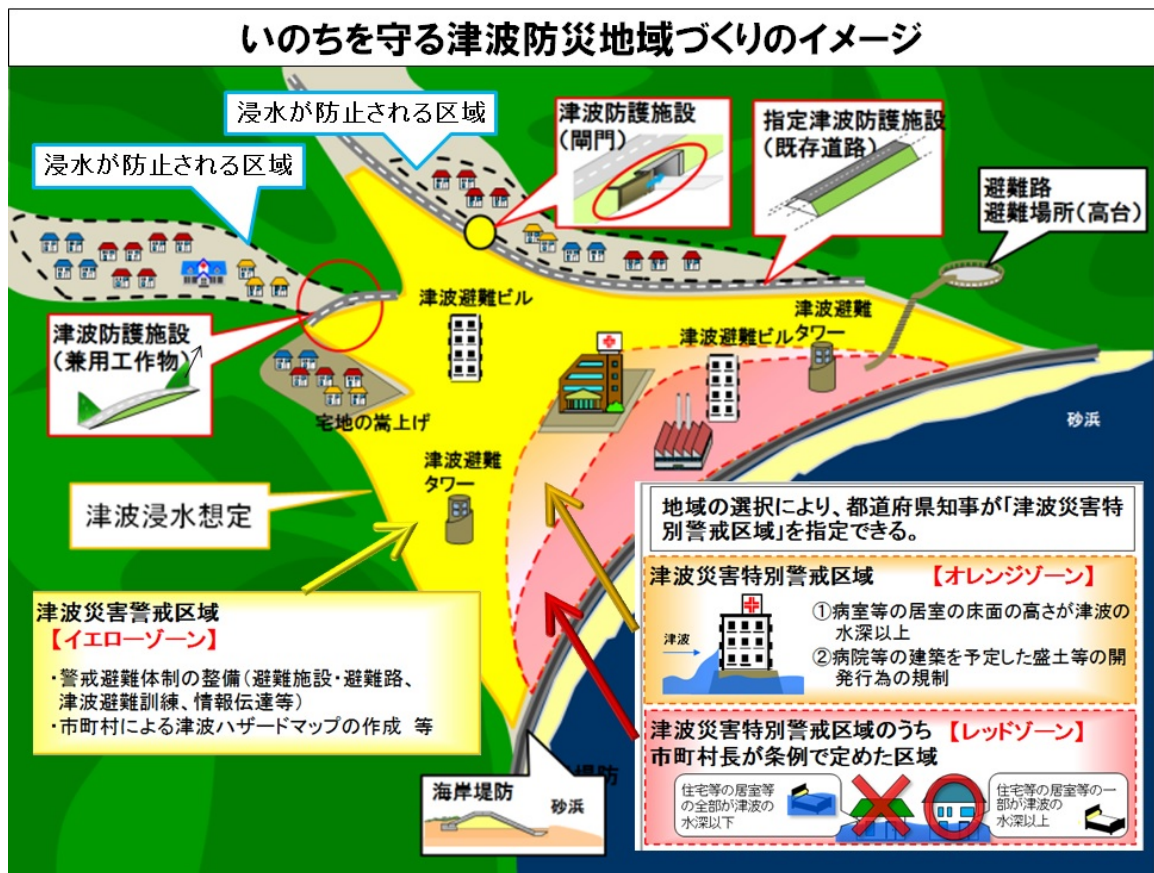 いのちを守る津波防災地域づくりのイメージ
浸水が防止される区域
浸水が防止される区域
津波防護施設
(閘門)
指定津波防護施設
(既存道路)
避難路
避難場所(高台)
津波避難ビル
津波避難ビル
津波避難
タワー
津波防護施設
(兼用工作物)
宅地の嵩上げ
砂浜
津波避難
タワー
津波浸水想定
地域の選択により、都道府県知事が「津波災害特
別警戒区域」を指定できる。
津波災害特別警戒区域 【オレンジゾーン】
津波
①病室等の居室の床面の高さが津波の
水深以上
②病院等の建築を予定した盛土等の開
発行為の規制
津波災害警戒区域
【イエローゾーン】
・警戒避難体制の整備(避難施設・避難路、
津波避難訓練、情報伝達等)
・市町村による津波ハザードマップの作成 等
津波災害特別警戒区域のうち 【レッドゾーン】
市町村長が条例で定めた区域
住宅等の居室等
の全部が津波の
水深以下
住宅等の居室等の一
部が津波の
水深以上
堤防
海岸堤防
砂浜